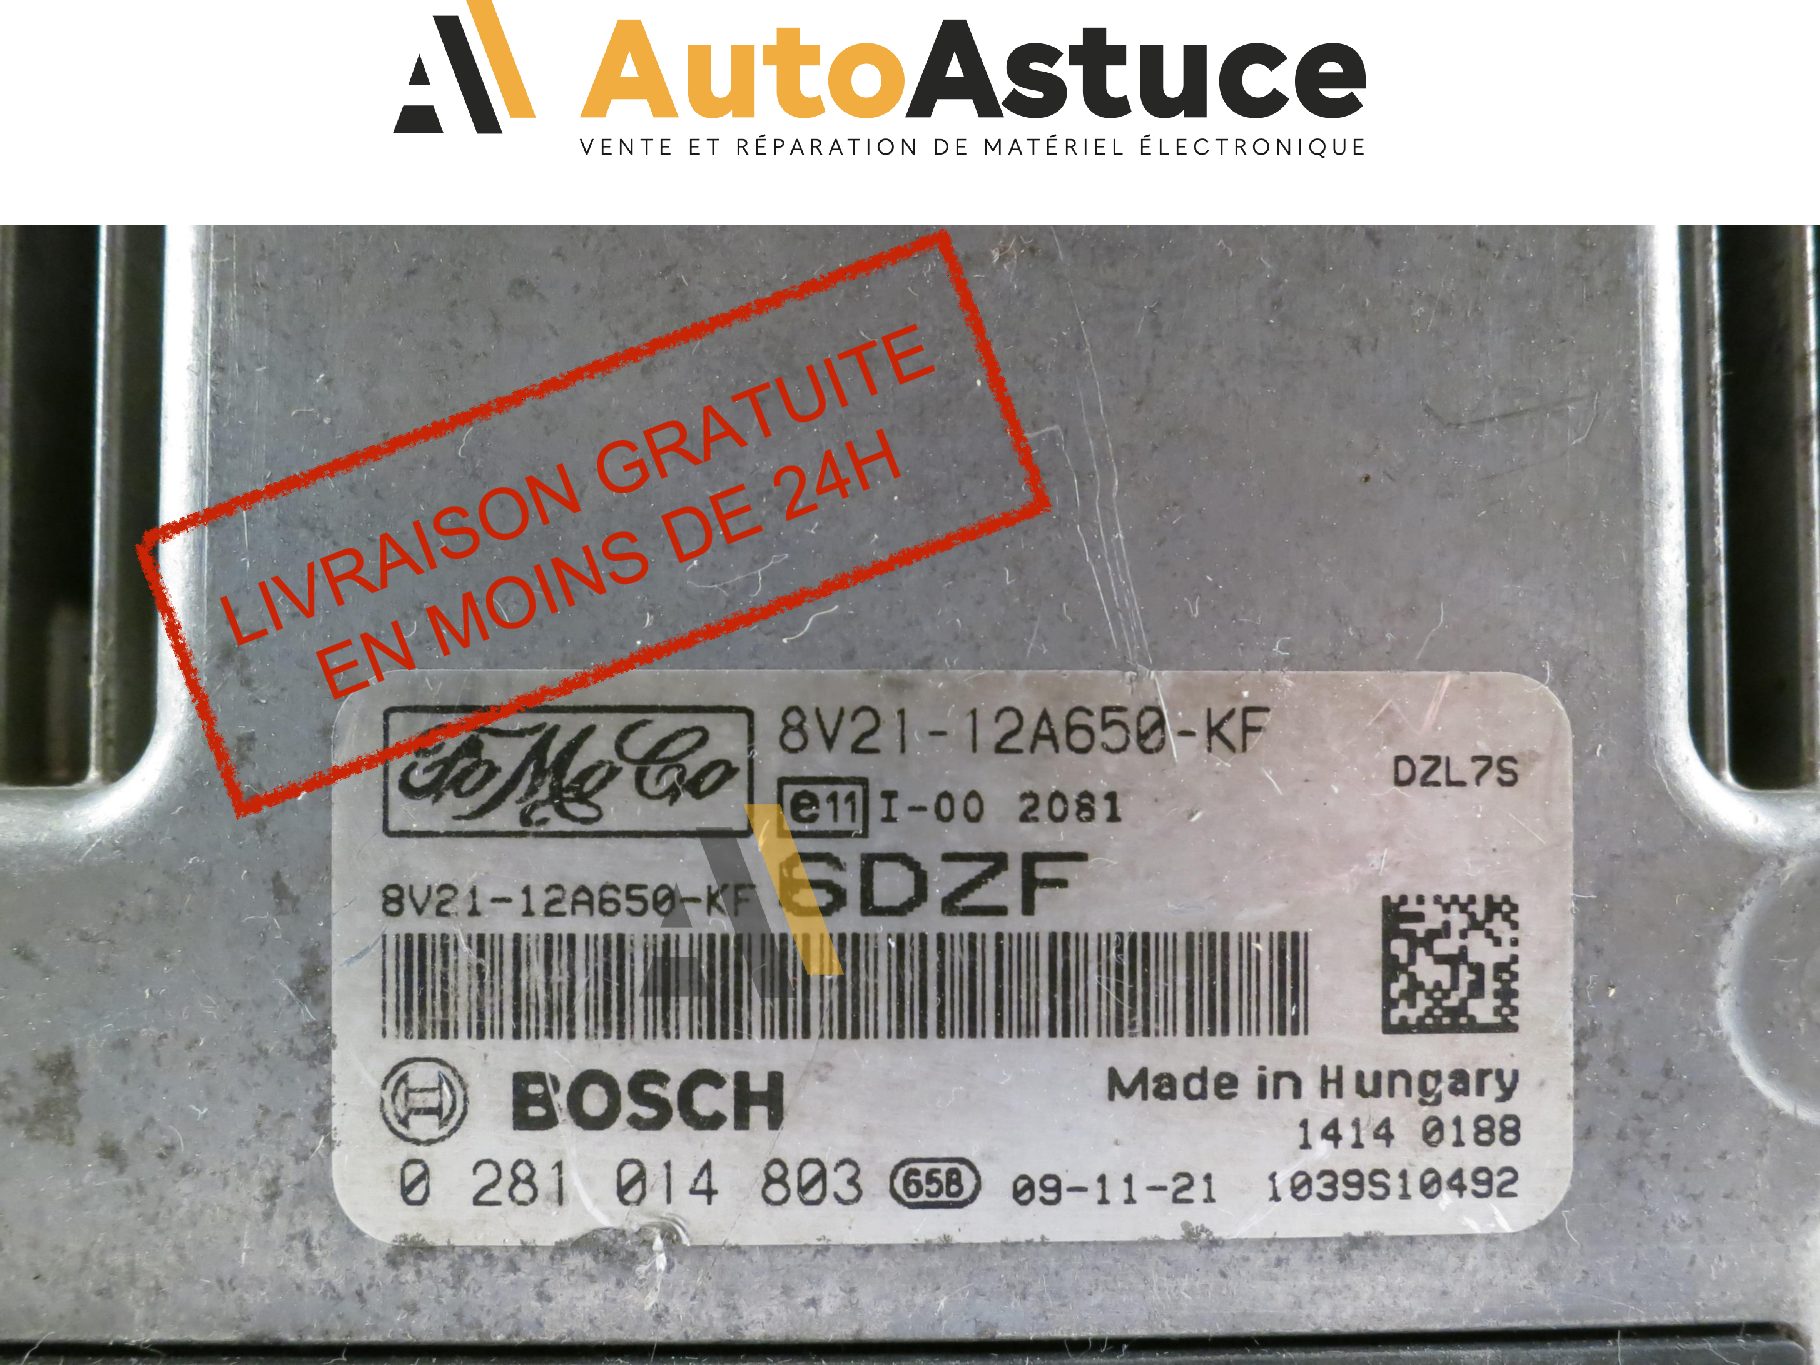 AutoAstuce
VENTE ET RÉPARATION DE MATÉRIEL ÉLECTRONIQUE
LIVRAISON GRATUITE
EN MOINS DE 24H
FoMoCo
8V21-12A650-KF
DZL7S
e11 I-00 2081
8V21-12A650-KF 6DZF
BOSCH
Made in Hungary
1414 0188
0 281 014 803 65B 09-11-21 1039S10492